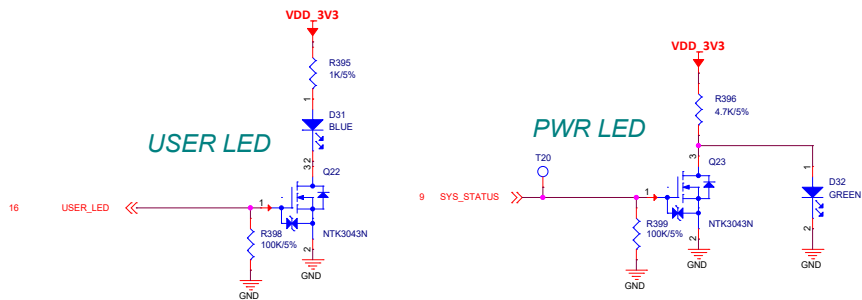 VDD_3V3
R395
1K/5%
1
D31
BLUE
USER LED
32
Q22
16
USER_LED
1
NTK3043N
R398
100K/5%
2
GND
GND
VDD_3V3
R396
4.7K/5%
PWR LED
T20
3
Q23
1
D32
GREEN
9
SYS_STATUS
1
NTK3043N
R399
100K/5%
2
2
GND
GND
GND